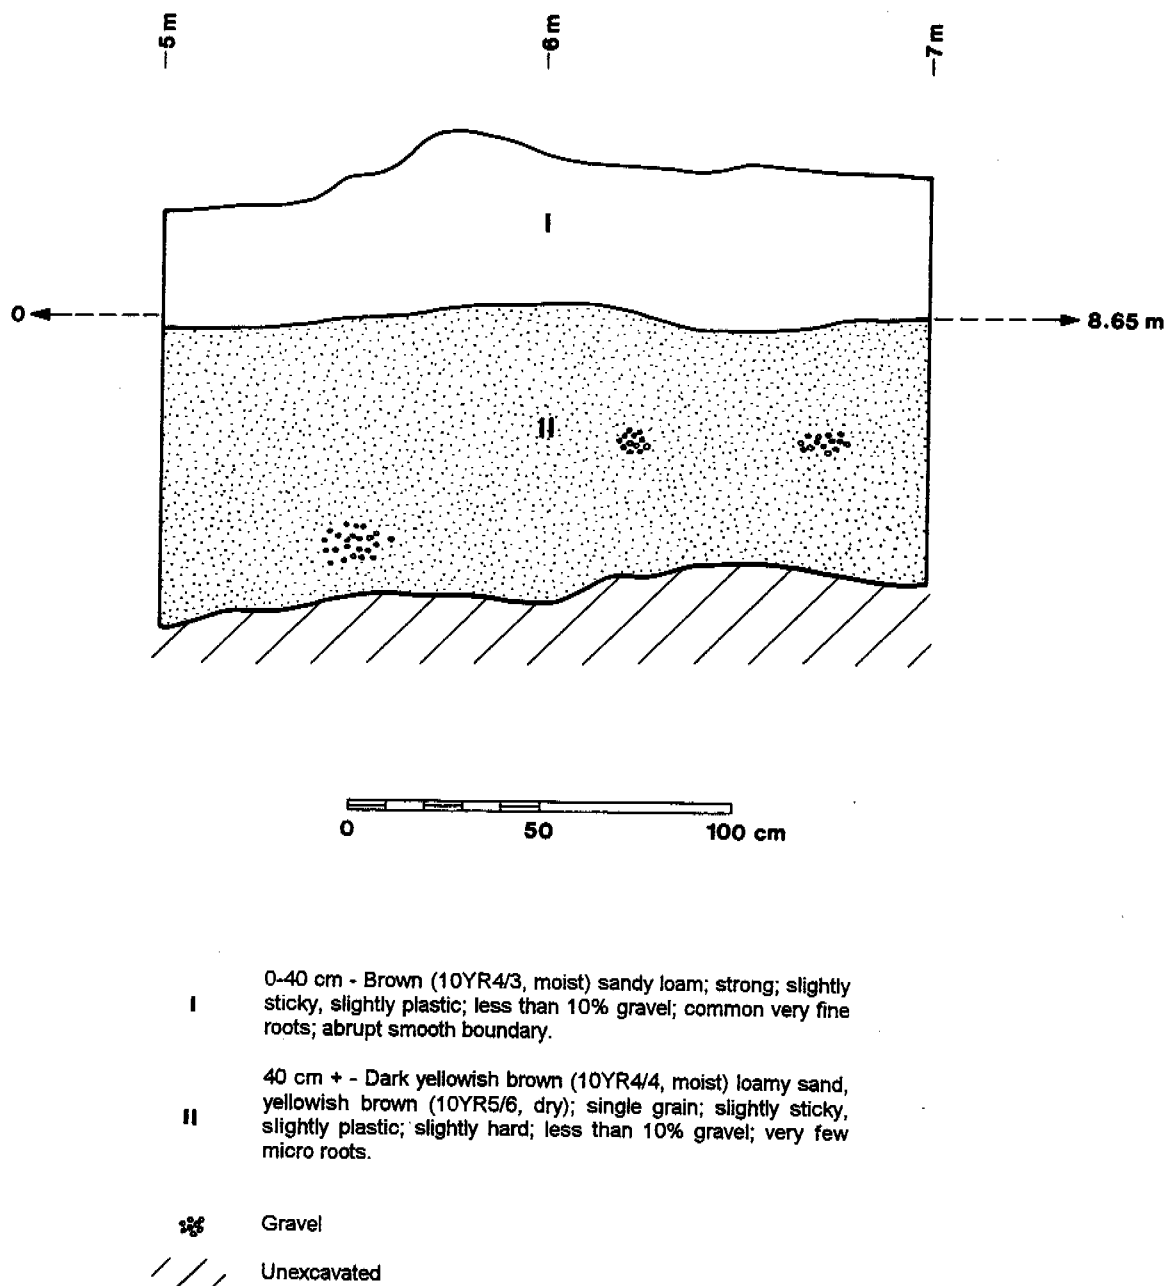 —5 m
—6 m
—7 m
I
0
8.65 m
II
0 50 100 cm
I
0-40 cm - Brown (10YR4/3, moist) sandy loam; strong; slightly
sticky, slightly plastic; less than 10% gravel; common very fine
roots; abrupt smooth boundary.
II
40 cm + - Dark yellowish brown (10YR4/4, moist) loamy sand,
yellowish brown (10YR5/6, dry); single grain; slightly sticky,
slightly plastic; slightly hard; less than 10% gravel; very few
micro roots.
Gravel
Unexcavated